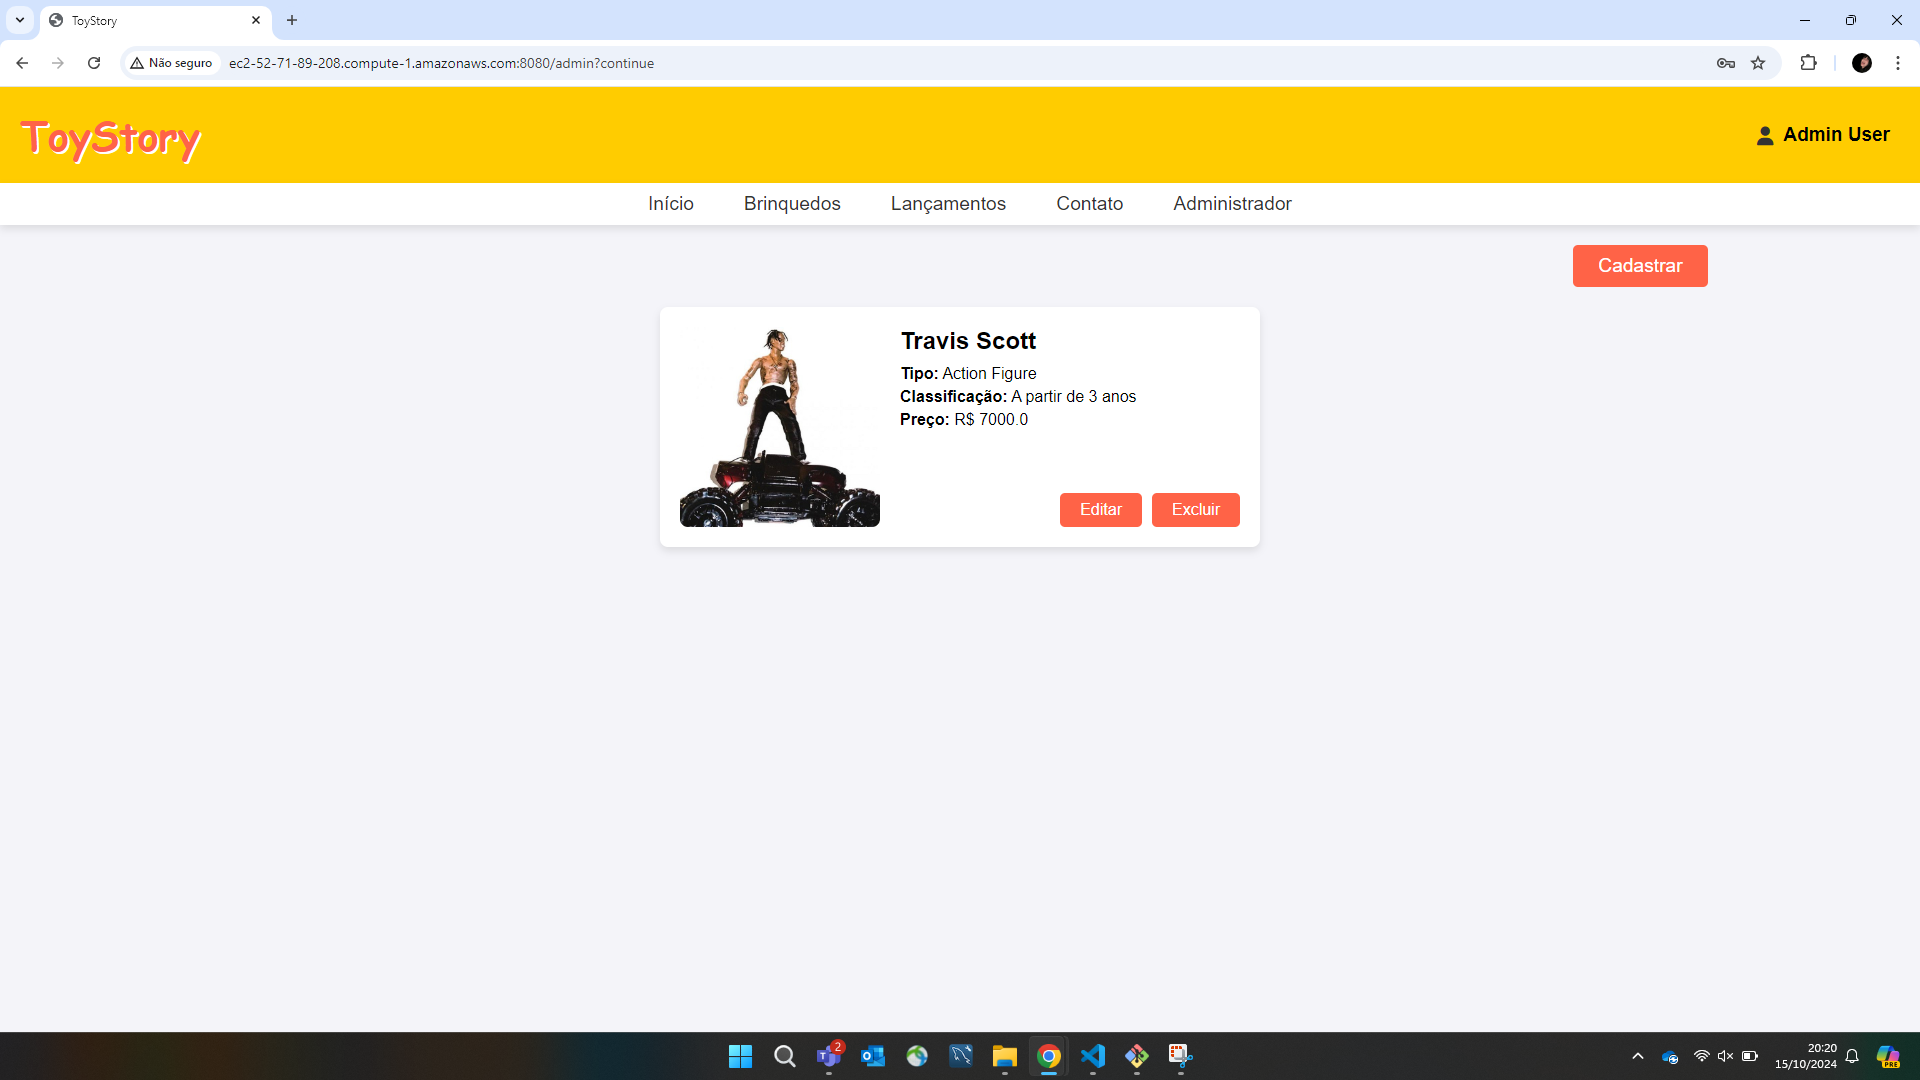 ToyStory
Não seguro
ec2-52-71-89-208.compute-1.amazonaws.com:8080/admin?continue
ToyStory
Admin User
Início
Brinquedos
Lançamentos
Contato
Administrador
Cadastrar
Travis Scott
Tipo: Action Figure
Classificação: A partir de 3 anos
Preço: R$ 7000.0
Editar
Excluir
2
20:20
15/10/2024
PRE